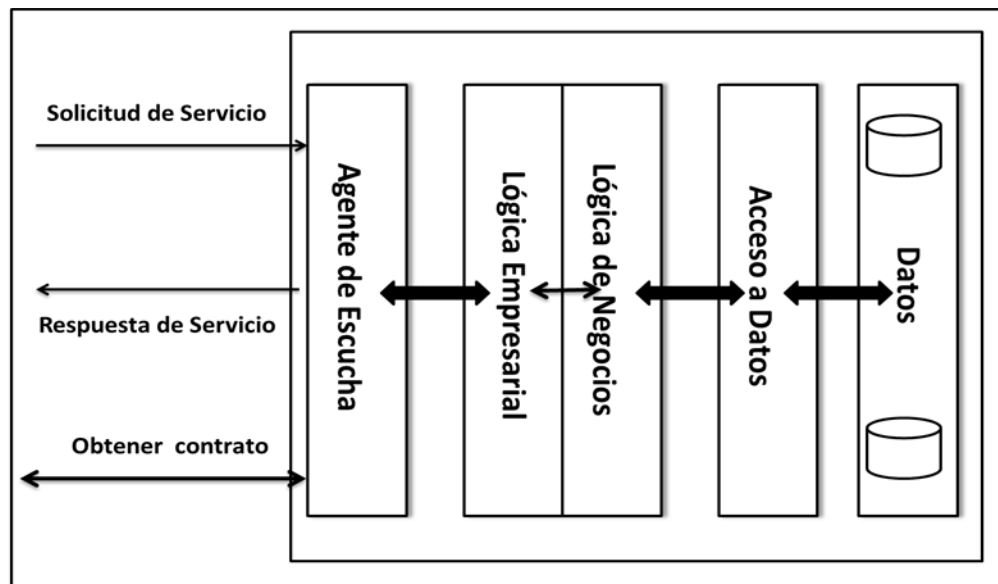 Solicitud de Servicio
Respuesta de Servicio
Obtener contrato
Agente de Escucha
Lógica Empresarial
Lógica de Negocios
Acceso a Datos
Datos